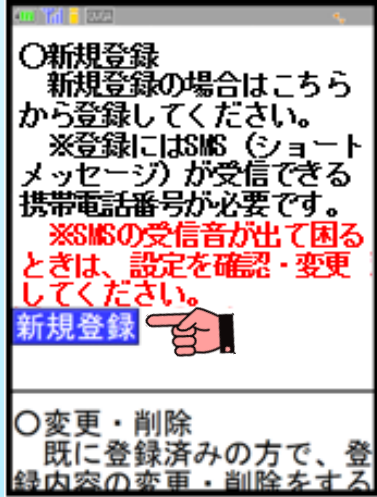 〇新規登録
新規登録の場合はこちら
から登録してください。
※登録にはSMS（ショート
メッセージ）が受信できる
携帯電話番号が必要です。
※SMSの受信音が出て困る
ときは、設定を確認・変更
してください。
新規登録
〇変更・削除
既に登録済みの方で、登
録内容の変更・削除をする